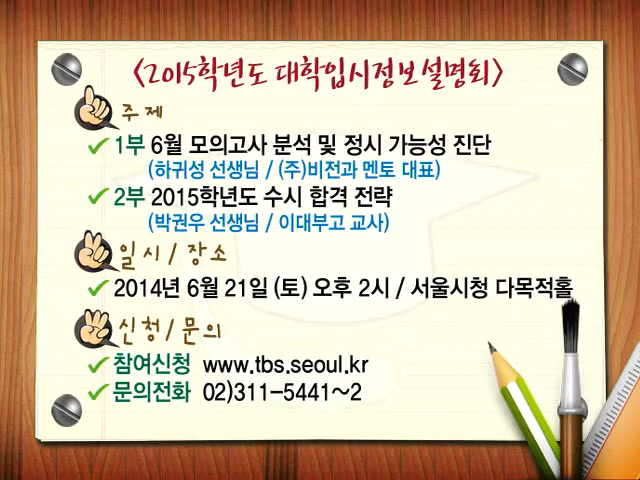 <2015학년도 대학입시정보설명회>
주제
1부 6월 모의고사 분석 및 정시 가능성 진단
(하귀성 선생님 / (주)비전과 멘토 대표)
2부 2015학년도 수시 합격 전략
(박권우 선생님 / 이대부고 교사)
일시/장소
2014년 6월 21일 (토) 오후 2시 / 서울시청 다목적홀
신청/문의
참여신청 www.tbs.seoul.kr
문의전화 02)311-5441~2